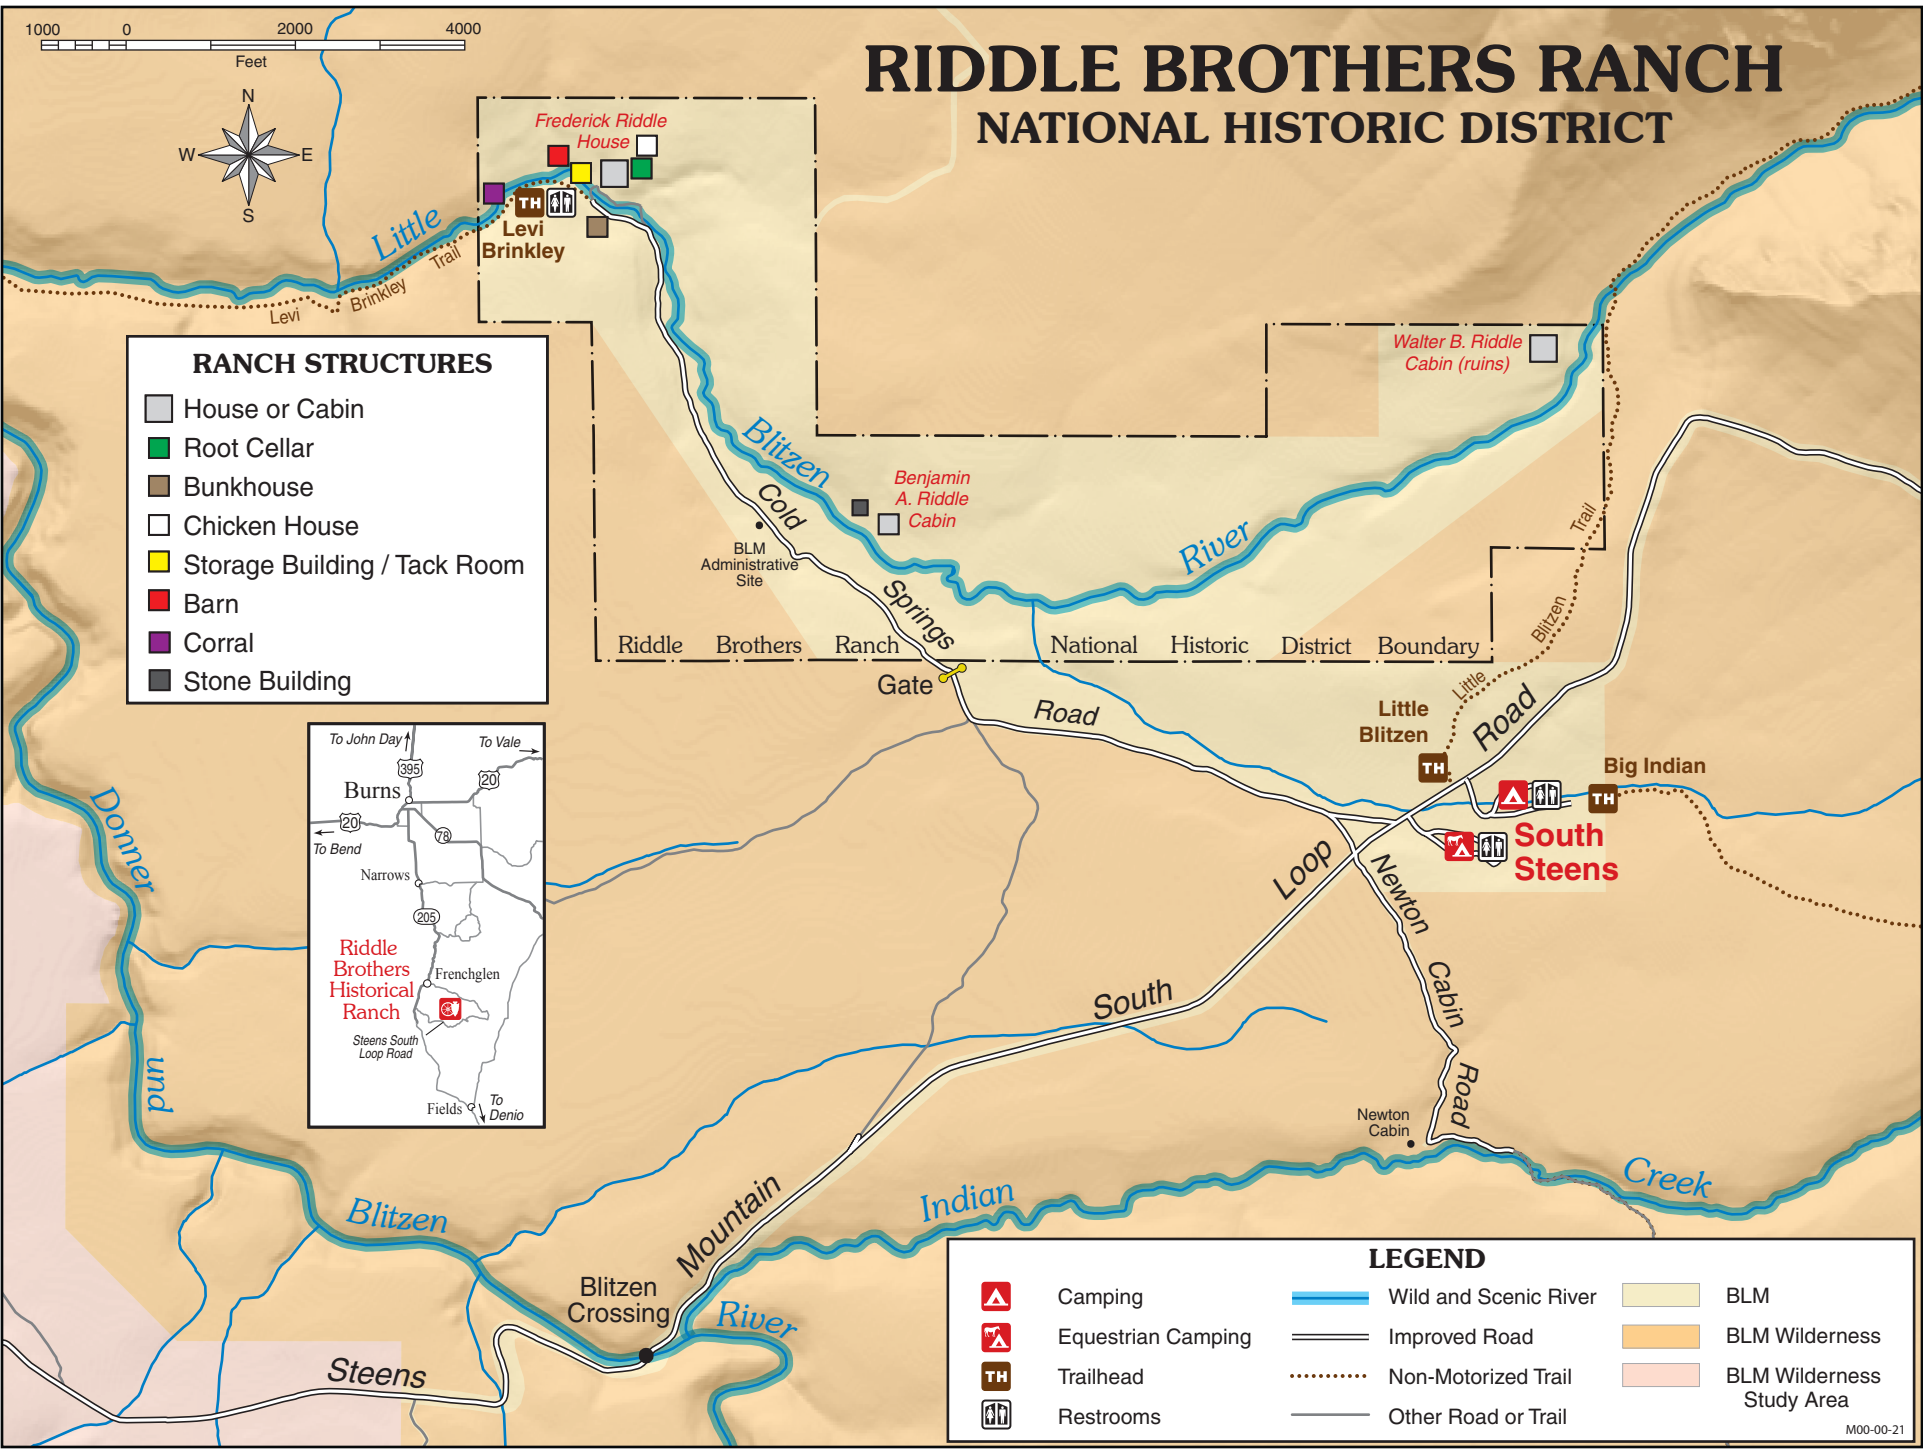 1000 0 2000 4000
Feet
N
W E
S
RIDDLE BROTHERS RANCH
NATIONAL HISTORIC DISTRICT
Frederick Riddle
House
TH
Levi
Brinkley
Little
Levi Brinkley Trail
Walter B. Riddle
Cabin (ruins)
RANCH STRUCTURES
House or Cabin
Root Cellar
Bunkhouse
Chicken House
Storage Building / Tack Room
Barn
Corral
Stone Building
Blitzen
Benjamin
A. Riddle
Cabin
Cold
BLM
Administrative
Site
Springs
River
Trail
Blitzen
Little
Riddle Brothers Ranch National Historic District Boundary
Gate
Road
Little
Blitzen
TH
Road
Big Indian
TH
South
Steens
Loop
Newton
Cabin
Road
South
Newton
Cabin
To John Day
To Vale
395
20
Burns
20
78
To Bend
Narrows
205
Riddle
Brothers
Historical
Ranch
Frenchglen
Steens South
Loop Road
Fields
To
Denio
Donner
und
Blitzen
Mountain
Indian
Creek
Blitzen
Crossing
River
Steens
LEGEND
Camping
Equestrian Camping
TH Trailhead
Restrooms
Wild and Scenic River
Improved Road
Non-Motorized Trail
Other Road or Trail
BLM
BLM Wilderness
BLM Wilderness
Study Area
M00-00-21